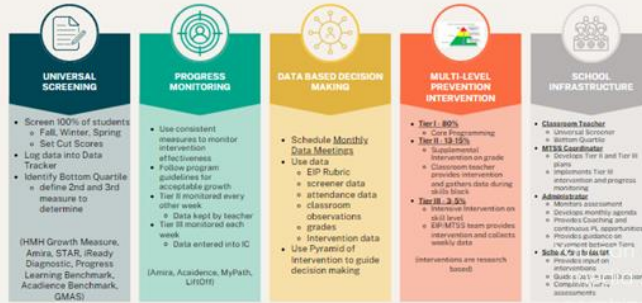 UNIVERSAL
SCREENING
• Screen 100% of students
◦ Fall, Winter, Spring
◦ Set Cut Scores
• Log data into Data
Tracker
• Identify Bottom Quartile
◦ define 2nd and 3rd
measure to
determine
(HMH Growth Measure,
Amira, STAR, iReady
Diagnostic, Progress
Learning Benchmark,
Acadience Benchmark,
GMAS)
PROGRESS
MONITORING
• Use consistent
measures to monitor
intervention
effectiveness
• Follow program
guidelines for
acceptable growth
• Tier II monitored every
other week
◦ Data kept by teacher
• Tier III monitored each
week
◦ Data entered into IC
(Amira, Acaidence, MyPath,
LiftOff)
DATA BASED DECISION
MAKING
• Schedule Monthly
Data Meetings
• Use data
◦ EIP Rubric
◦ screener data
◦ attendance data
◦ classroom
observations
◦ grades
◦ Intervention data
• Use Pyramid of
Intervention to guide
decision making
MULTI-LEVEL
PREVENTION
INTERVENTION
• Tier I - 80%
◦ Core Programming
• Tier II - 13-15%
◦ Supplemental
Intervention on grade
◦ Classroom teacher
provides intervention
and gathers data during
skills block
• Tier III - 3-5%
◦ Intensive Intervention on
skill level
◦ EIP/MTSS team provides
intervention and collects
weekly data
(interventions are research
based)
SCHOOL
INFRASTRUCTURE
• Classroom Teacher
◦ Universal Screener
◦ Bottom Quartile
• MTSS Coordinator
◦ Develops Tier II and Tier III
plans
◦ Implements Tier III
intervention and progress
monitoring
• Administrator
◦ Monitors assessment
◦ Develops monthly agenda
◦ Provides Coaching and
continuous PL opportunities
◦ Provides guidance on
movement between Tiers
• School
◦ Provides input on
interventions
◦
assessments